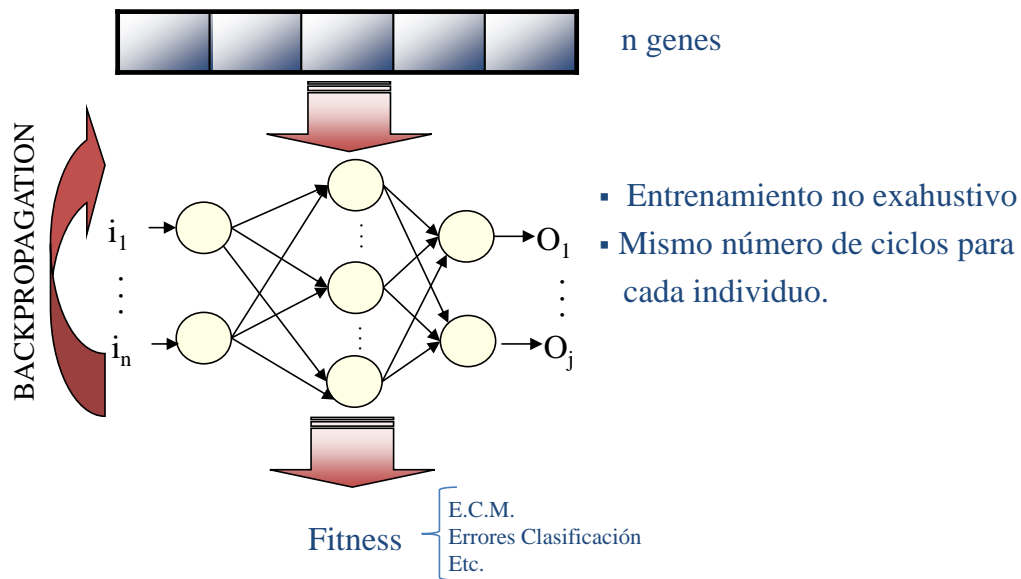 n genes
BACKPROPAGATION
i1
⋮
in
O1
⋮
Oj
▪ Entrenamiento no exahustivo
▪ Mismo número de ciclos para
cada individuo.
Fitness
E.C.M.
Errores Clasificación
Etc.